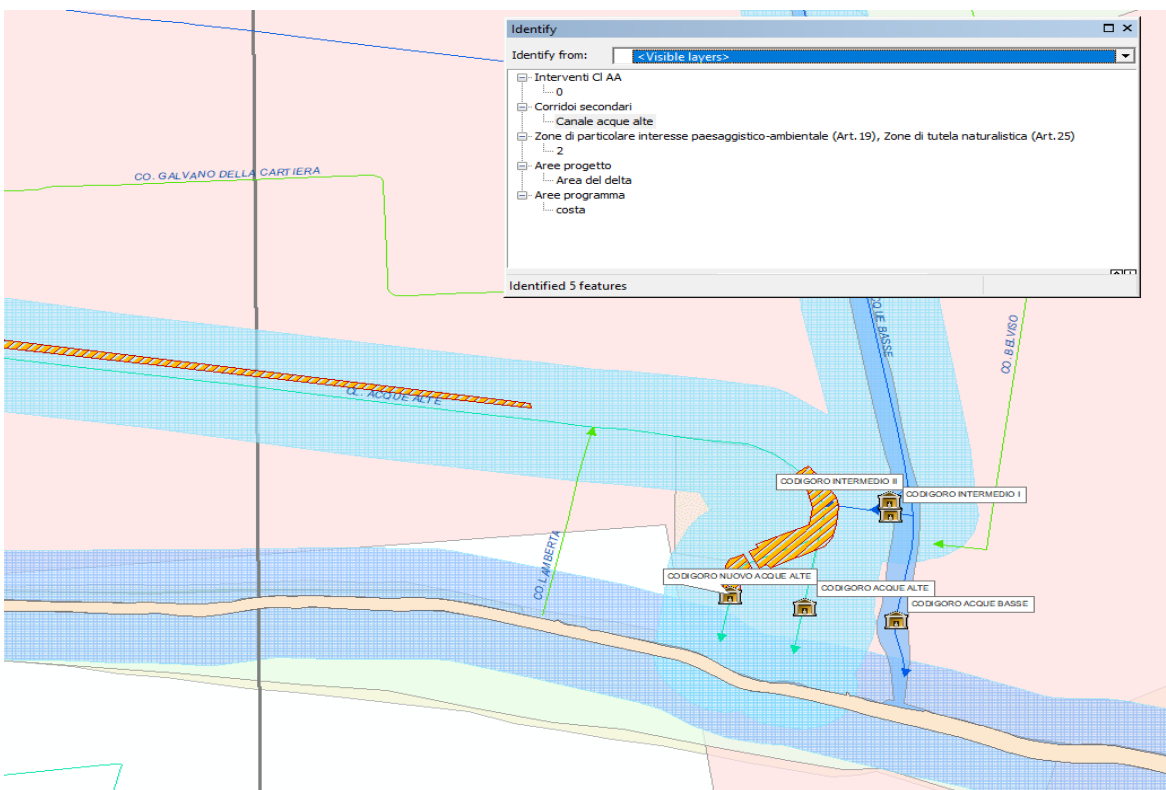 Identify
Identify from:
<Visible layers>
Interventi Cl AA
0
Corridoi secondari
Canale acque alte
Zone di particolare interesse paesaggistico-ambientale (Art.19), Zone di tutela naturalistica (Art.25)
2
Aree progetto
Area del delta
Aree programma
costa
Identified 5 features
CO. GALVANO DELLA CARTIERA
CQUE BASSE
CO. BELVISO
CL. ACQUE ALTE
CODIGORO INTERMEDIO II
CODIGORO INTERMEDIO I
CO. LAMBERTA
CODIGORO NUOVO ACQUE ALTE
CODIGORO ACQUE ALTE
CODIGORO ACQUE BASSE